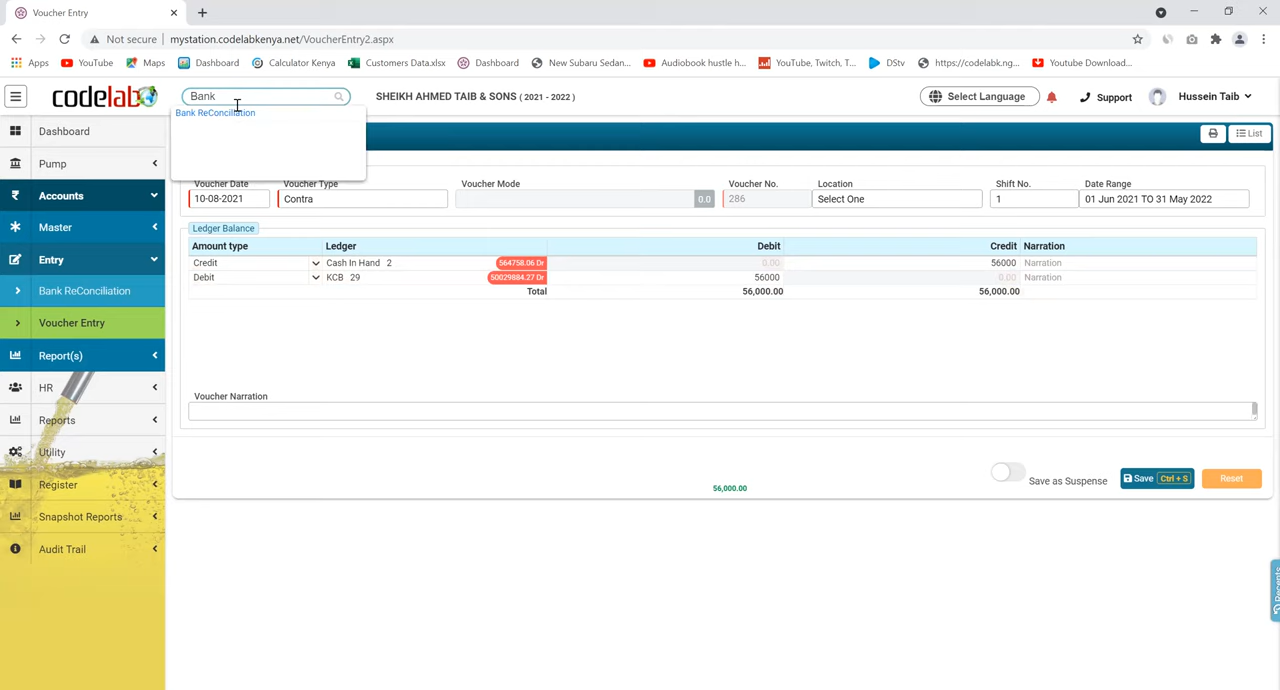 Voucher Entry
Not secure | mystation.codelabkenya.net/VoucherEntry2.aspx
Apps YouTube Maps Dashboard Calculator Kenya Customers Data.xlsx Dashboard New Subaru Sedan... Audiobook hustle h... YouTube, Twitch, T... DStv https://codelabk.ng... Youtube Download...
codelab Bank SHEIKH AHMED TAIB & SONS ( 2021 - 2022 ) Select Language Support Hussein Taib
Bank ReConciliation
Dashboard
List
Pump
Voucher Date Voucher Type Voucher Mode Voucher No. Location Shift No. Date Range
10-08-2021 Contra 0.0 286 Select One 1 01 Jun 2021 TO 31 May 2022
Accounts
Master
Ledger Balance
Amount type Ledger Debit Credit Narration
Entry
Credit Cash In Hand 2 564758.06 Dr 0.00 56000 Narration
Debit KCB 29 50029884.27 Dr 56000 0.00 Narration
Total 56,000.00 56,000.00
Bank ReConciliation
Voucher Entry
Report(s)
HR
Voucher Narration
Reports
Utility
Save as Suspense Save Ctrl + S Reset
56,000.00
Register
Snapshot Reports
Audit Trail
Recents